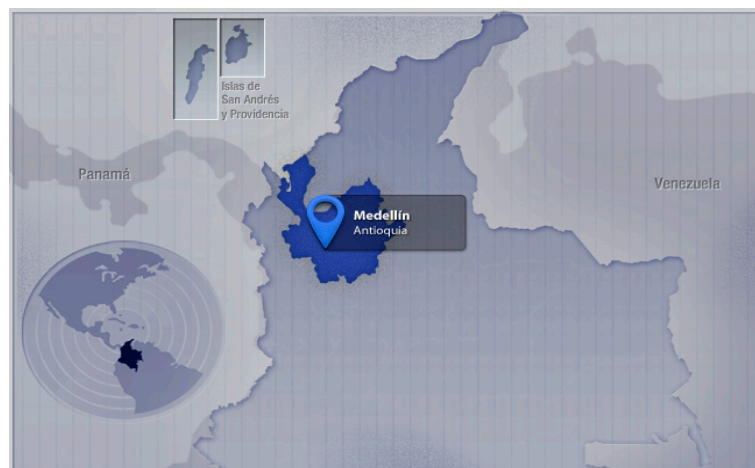 Islas de
San Andrés
y Providencia
Panamá
Venezuela
Medellín
Antioquia